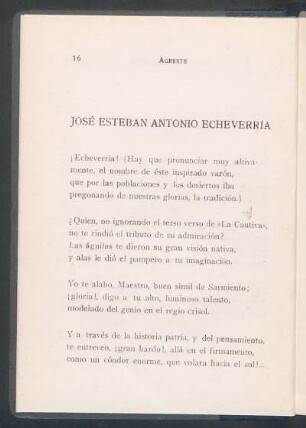 16 AGRESTE
JOSÉ ESTEBAN ANTONIO ECHEVERRIA
¡Echeverria! (Hay que pronunciar muy altiva-
mente, el nombre de éste inspirado varón,
que por las poblaciones y los desiertos iba
pregonando de nuestras glorias, la tradición.)
¿Quien, no ignorando el terso verso de «La Cautiva»,
no te rindió el tributo de su admiración?
Las águilas te dieron su gran visión nativa,
y alas le dió el pampero a tu imaginación.
Yo te alabo, Maestro, buen simil de Sarmiento;
¡gloria!, digo a tu alto, luminoso talento,
modelado del genio en el regio crisol.
Y a través de la historia patria, y del pensamiento,
te entreveo, ¡gran bardo!, allá en el firmamento,
como un cóndor enorme, que volara hacia el sol!...